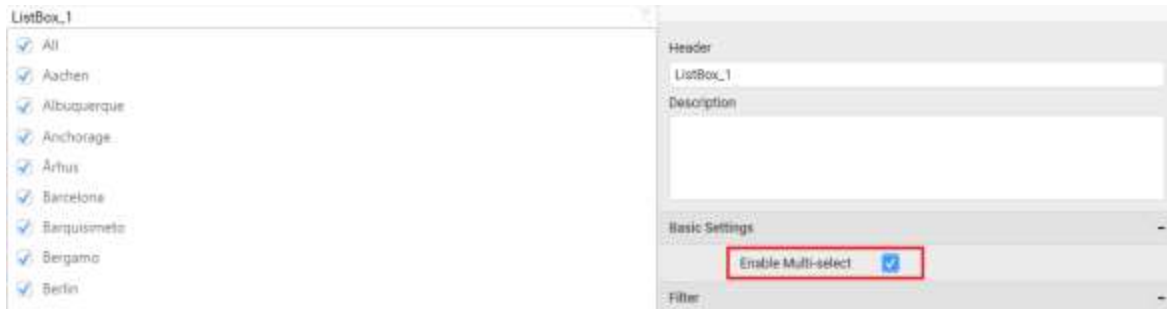 ListBox_1
All
Aachen
Albuquerque
Anchorage
Århus
Barcelona
Barquisimeto
Bergamo
Berlin
Header
ListBox_1
Description
Basic Settings
Enable Multi-select
Filter